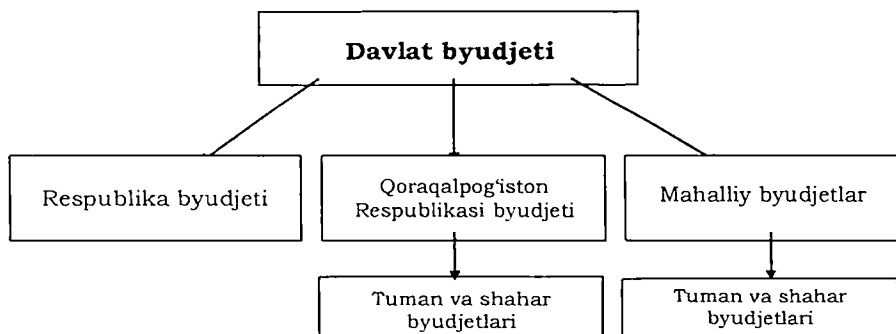 Davlat byudjeti
Respublika byudjeti
Qoraqalpog‘iston
Respublikasi byudjeti
Mahalliy byudjetlar
Tuman va shahar
byudjetlari
Tuman va shahar
byudjetlari